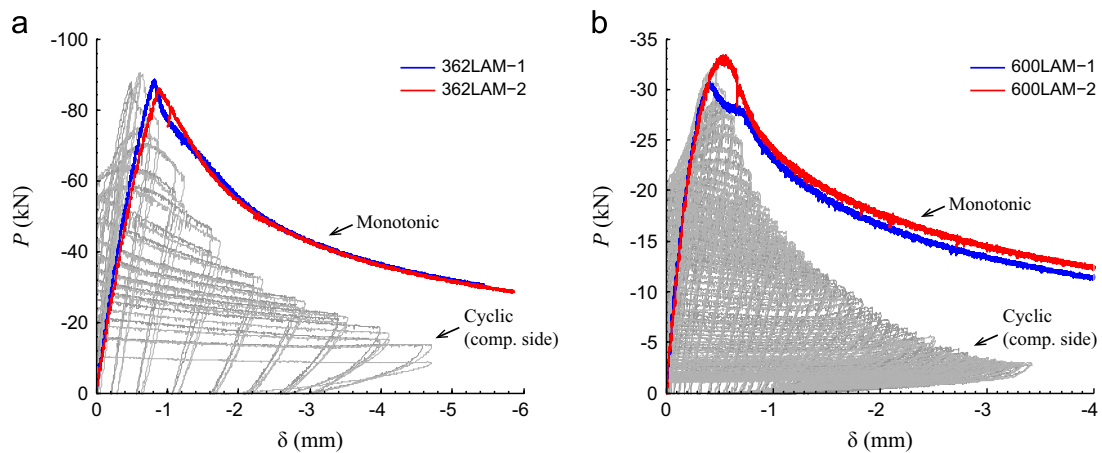 a
-100
-80
-60
-40
-20
0
P (kN)
362LAM−1
362LAM−2
Monotonic
Cyclic
(comp. side)
0 -1 -2 -3 -4 -5 -6
δ (mm)
b
-35
-30
-25
-20
-15
-10
-5
0
P (kN)
600LAM−1
600LAM−2
Monotonic
Cyclic
(comp. side)
0 -1 -2 -3 -4
δ (mm)